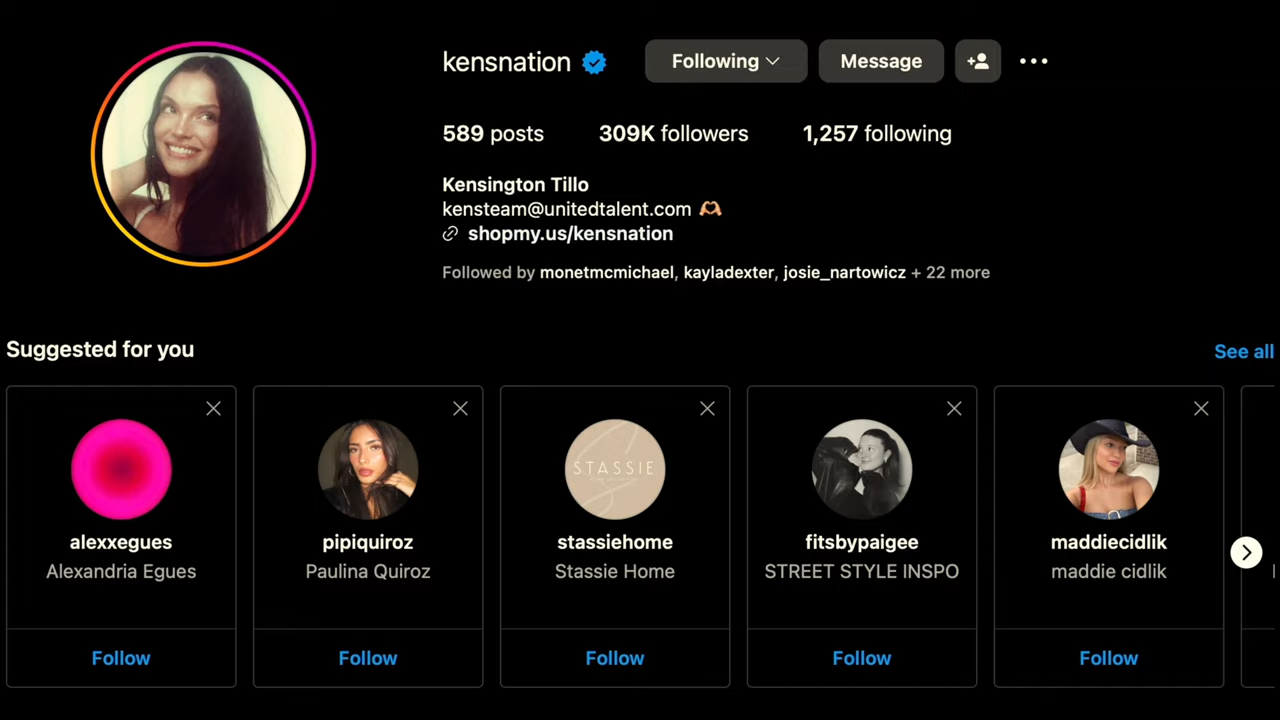 kensnation
Following
Message
589 posts
309K followers
1,257 following
Kensington Tillo
kensteam@unitedtalent.com
shopmy.us/kensnation
Followed by monetmcmichael, kayladexter, josie_nartowicz + 22 more
Suggested for you
See all
STASSIE
alexxegues
pipiquiroz
stassiehome
fitsbypaigee
maddiecidlik
Alexandria Egues
Paulina Quiroz
Stassie Home
STREET STYLE INSPO
maddie cidlik
Follow
Follow
Follow
Follow
Follow